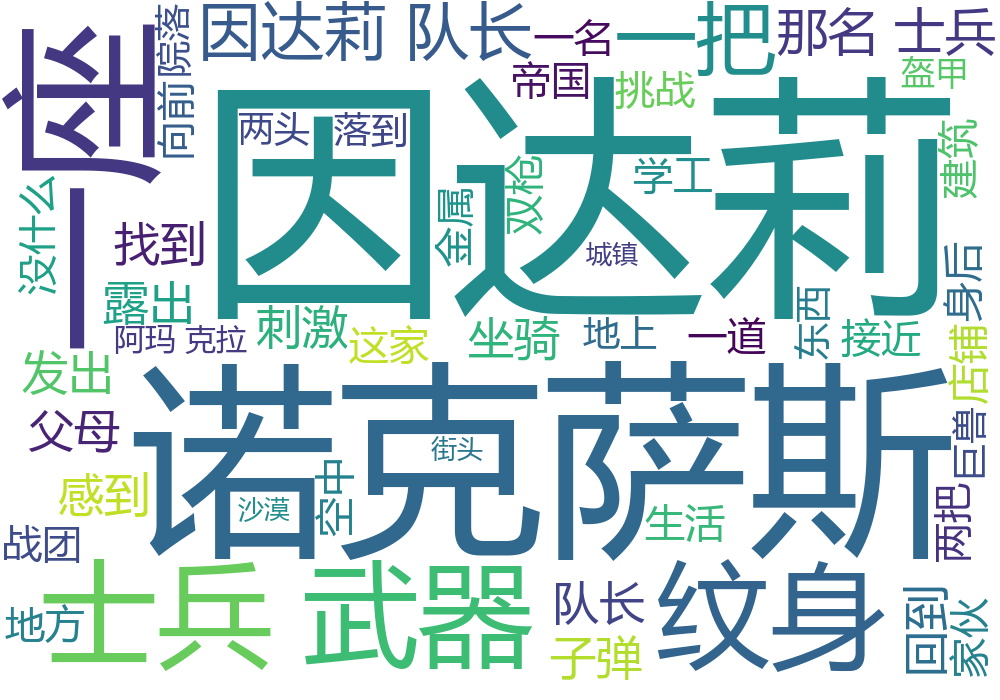 因达莉 队长
一名
一把
那名 士兵
院落
向前
一座
帝国
挑战
盔甲
两头
落到
因达莉
学工
双枪
金属
建筑
没什么
找到
城镇
身后
露出
刺激
阿玛 克拉
这家
坐骑
地上
一道
东西
接近
店铺
发出
诺克萨斯
父母
街头
巨兽
感到
空中
沙漠
生活
两把
战团
士兵
武器
队长
纹身
地方
子弹
回到
家伙